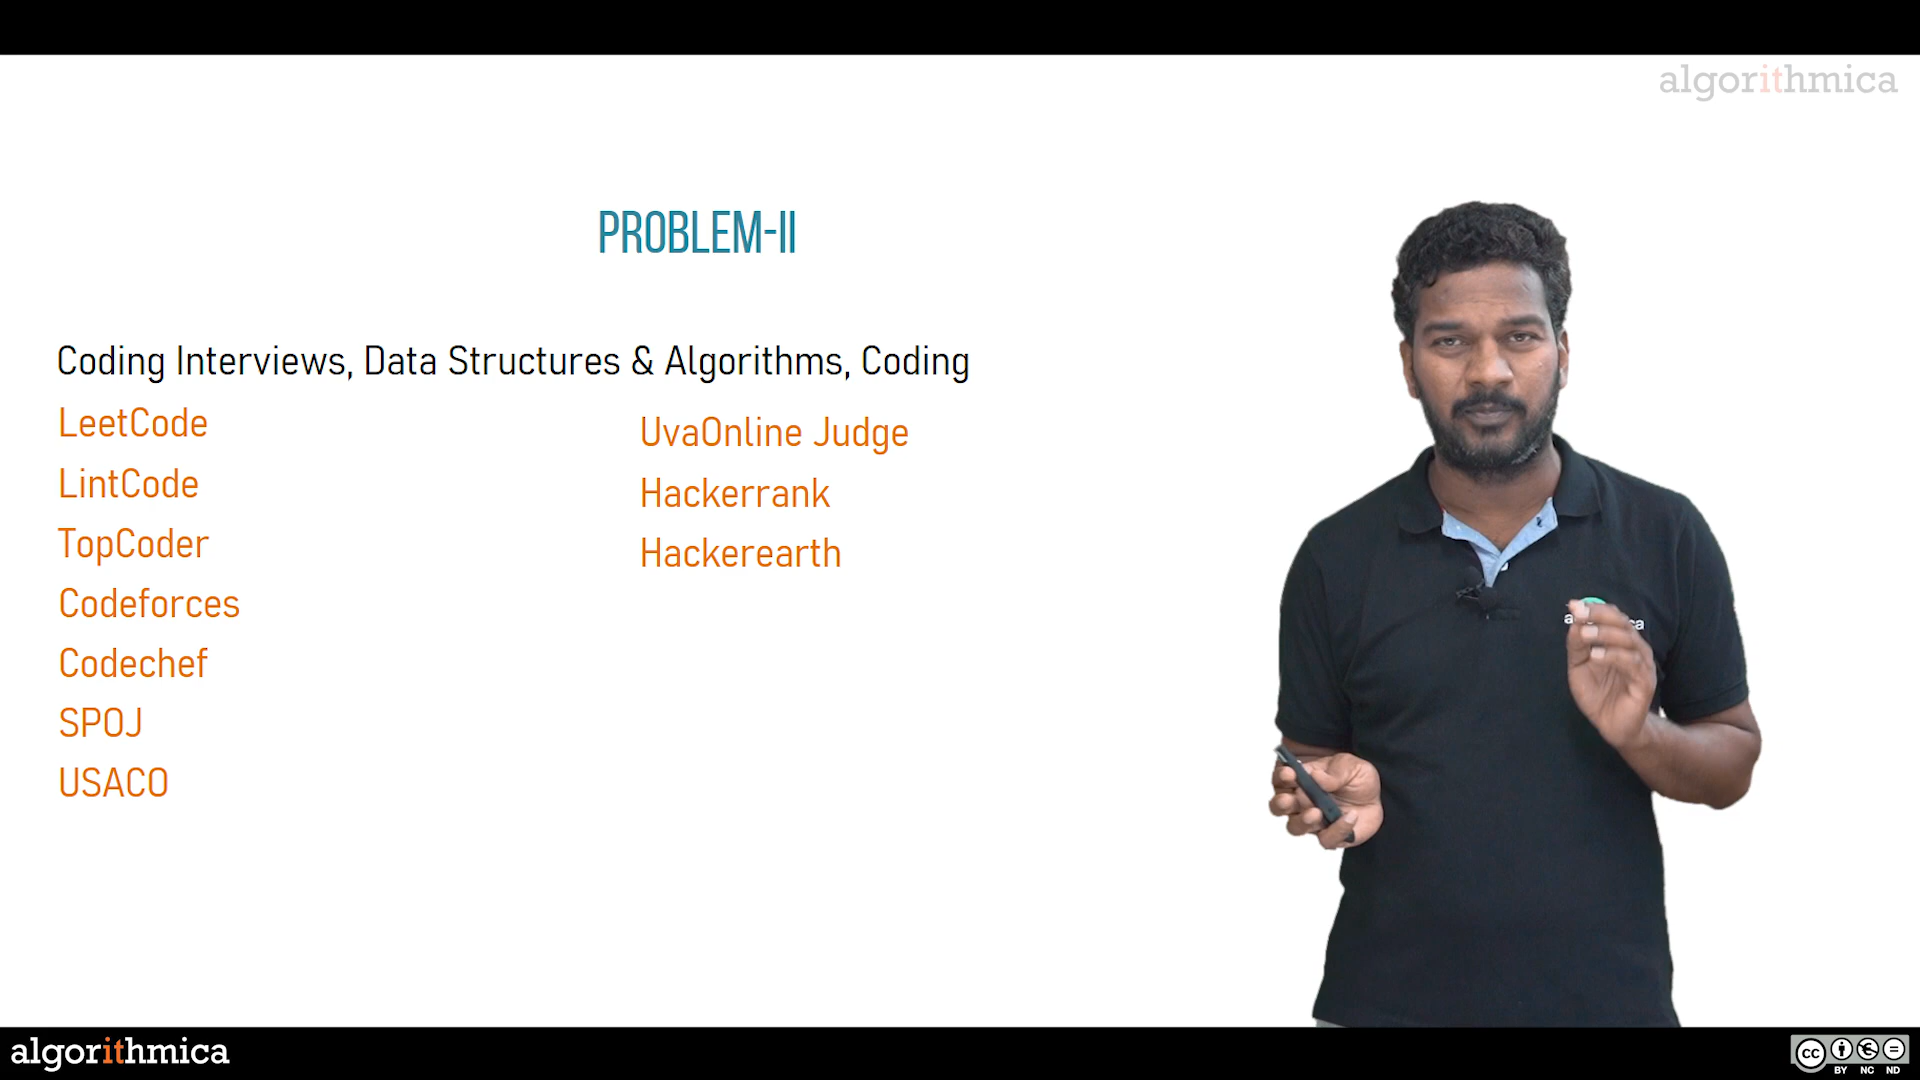 algorithmica
PROBLEM-II
Coding Interviews, Data Structures & Algorithms, Coding
LeetCode
LintCode
TopCoder
Codeforces
Codechef
SPOJ
USACO
UvaOnline Judge
Hackerrank
Hackerearth
algorithmica
cc
BY NC ND